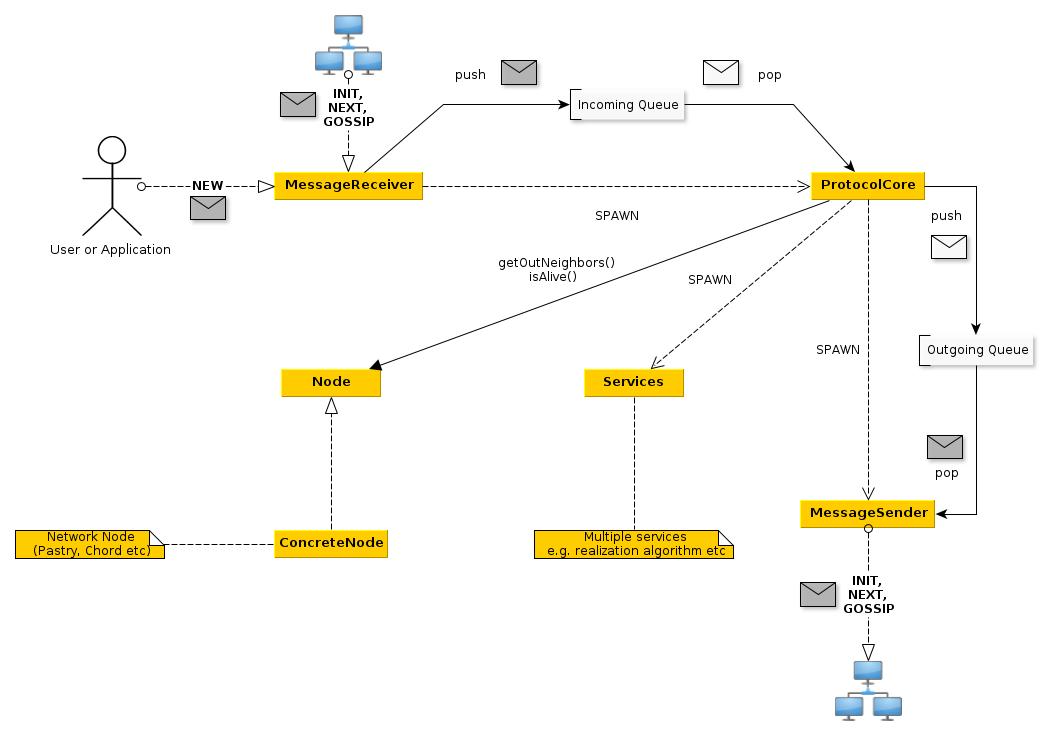 push
pop
INIT,
NEXT,
GOSSIP
Incoming Queue
NEW
MessageReceiver
ProtocolCore
SPAWN
push
User or Application
getOutNeighbors()
isAlive()
SPAWN
SPAWN
Outgoing Queue
Node
Services
pop
MessageSender
Network Node
(Pastry, Chord etc)
ConcreteNode
Multiple services
e.g. realization algorithm etc
INIT,
NEXT,
GOSSIP